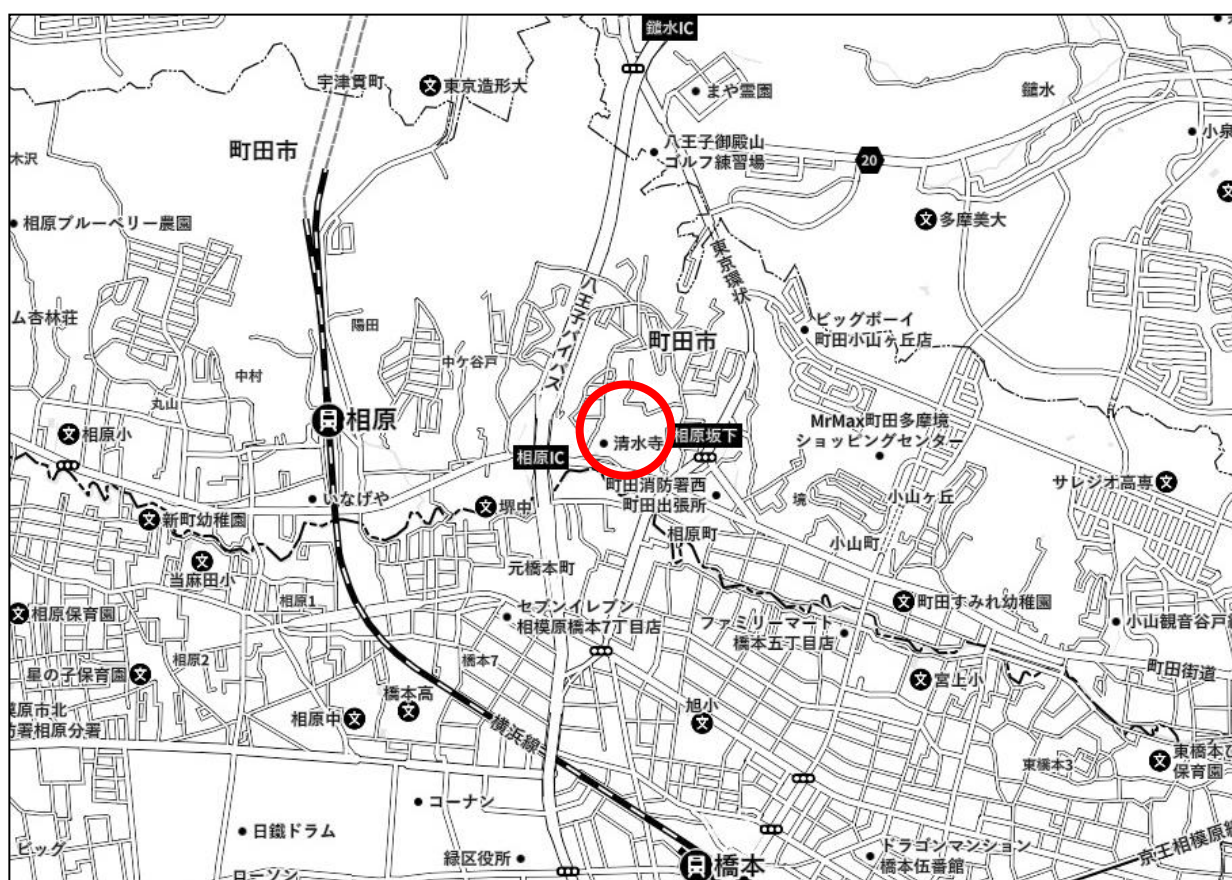 鑓水IC
宇津貫町
東京造形大
まや霊園
鑓水
小泉
町田市
木沢
八王子御殿山
ゴルフ練習場
20
相原ブルーベリー農園
多摩美大
東京環状
八王子バイパス
ム杏林荘
陽田
町田市
ビッグボーイ
町田小山ヶ丘店
中ケ谷戸
中村
丸山
相原
相原小
清水寺
相原坂下
MrMax町田多摩境
ショッピングセンター
相原IC
町田消防署西
町田出張所
境
小山ヶ丘
サレジオ高専
いなげや
堺中
新町幼稚園
相原町
小山町
当麻田小
元橋本町
相原1
セブンイレブン
相模原橋本7丁目店
町田すみれ幼稚園
ファミリーマート
橋本五丁目店
相原保育園
小山観音谷戸
相原2
橋本7
町田街道
星の子保育園
橋本高
宮上小
相原中
旭小
模原市北
防署相原分署
横浜線
東橋本3
東橋本ひ
保育園
コーナン
日鐵ドラム
ビッグ
緑区役所
橋本
ドラゴンマンション
橋本伍番館
京王相模原線
ローソン